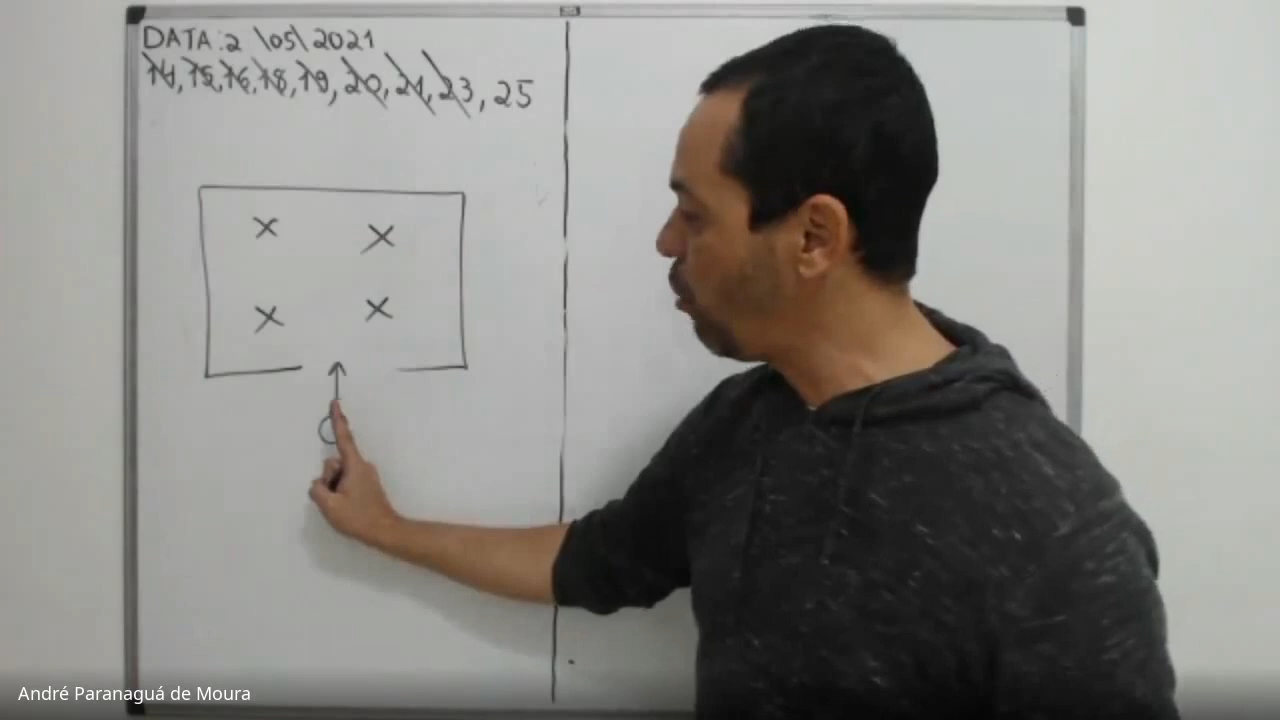 DATA: 2 \05\ 2021
14, 15, 16, 18, 19, 20, 21, 23, 25
André Paranaguá de Moura